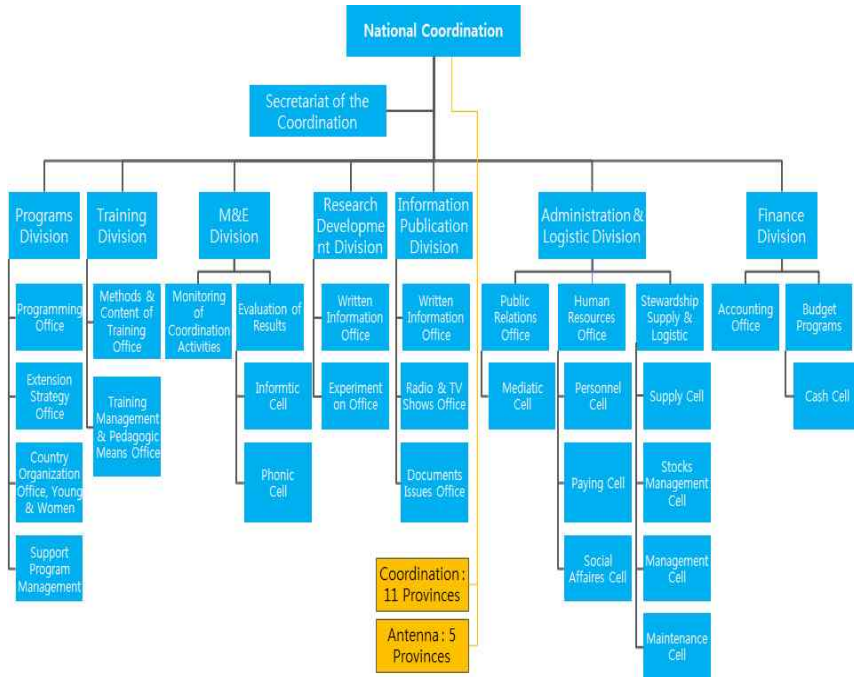 National Coordination
Secretariat of the
Coordination
Programs
Division
Training
Division
M&E
Division
Research
Developme
nt Division
Information
Publication
Division
Administration &
Logistic Division
Finance
Division
Programming
Office
Extension
Strategy
Office
Country
Organization
Office, Young
& Women
Support
Program
Management
Methods &
Content of
Training
Office
Training
Management
& Pedagogic
Means Office
Monitoring
of
Coordination
Activities
Evaluation of
Results
Informtic
Cell
Phonic
Cell
Written
Information
Office
Experiment
on Office
Written
Information
Office
Radio & TV
Shows Office
Documents
Issues Office
Public
Relations
Office
Mediatic Cell
Human
Resources
Office
Personnel Cell
Paying Cell
Social
Affaires Cell
Stewardship
Supply &
Logistic
Supply Cell
Stocks
Management
Cell
Management
Cell
Maintenance
Cell
Accounting
Office
Budget
Programs
Cash Cell
Coordination :
11 Provinces
Antenna : 5
Provinces